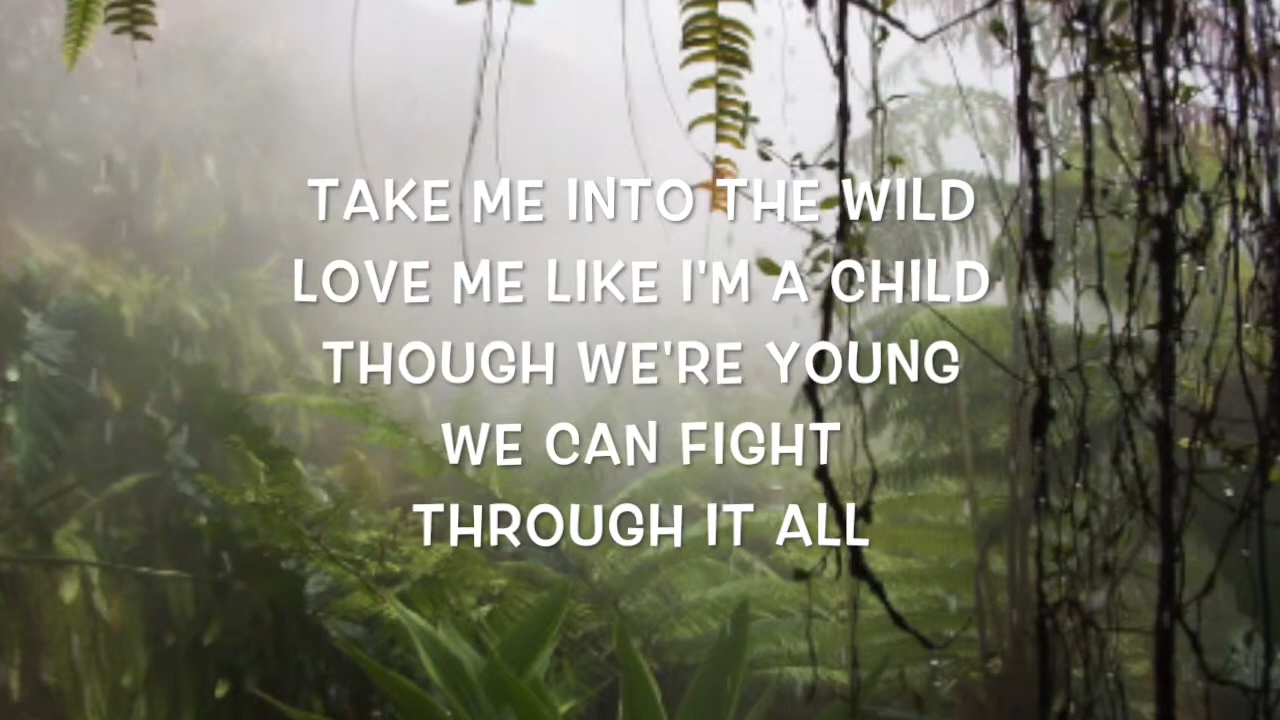 TAKE ME INTO THE WILD
LOVE ME LIKE I'M A CHILD
THOUGH WE'RE YOUNG
WE CAN FIGHT
THROUGH IT ALL